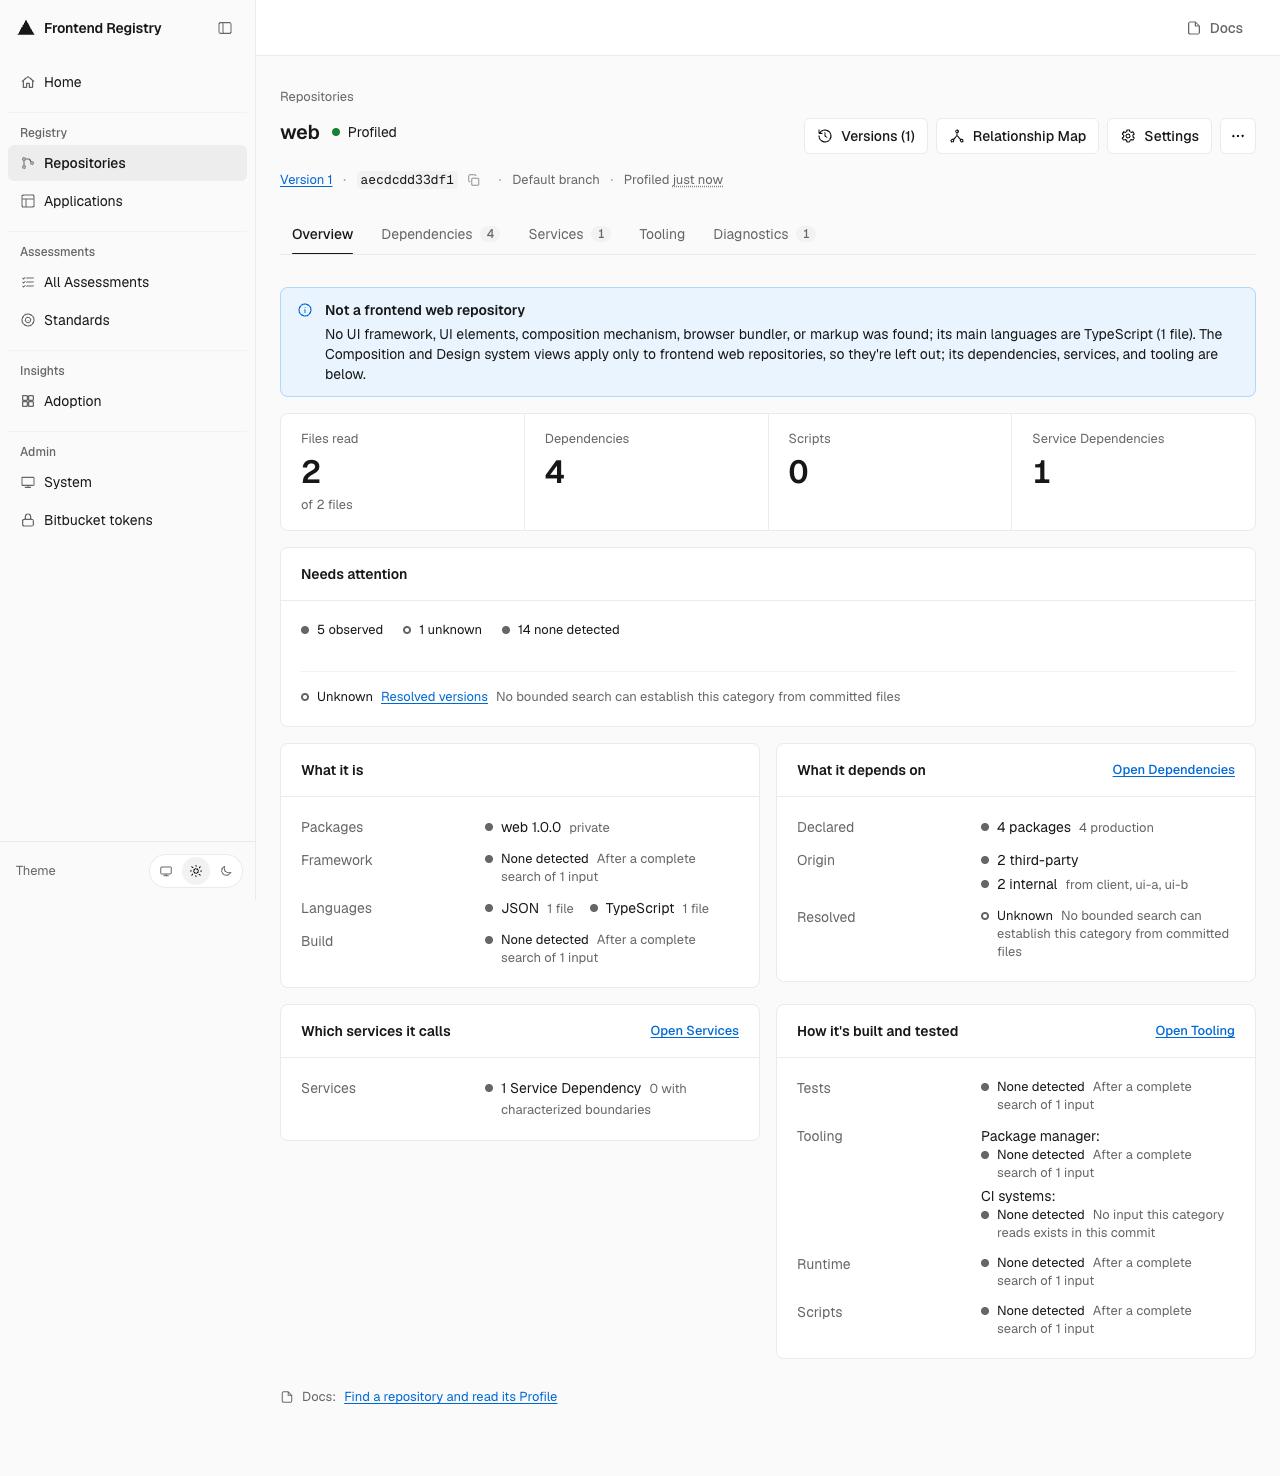 Frontend Registry
Docs
Home
Registry
Repositories
Applications
Assessments
All Assessments
Standards
Insights
Adoption
Admin
System
Bitbucket tokens
Theme
Repositories
web Profiled
Versions (1) Relationship Map Settings
Version 1 · aecdcdd33df1 · Default branch · Profiled just now
Overview Dependencies 4 Services 1 Tooling Diagnostics 1
Not a frontend web repository
No UI framework, UI elements, composition mechanism, browser bundler, or markup was found; its main languages are TypeScript (1 file). The
Composition and Design system views apply only to frontend web repositories, so they're left out; its dependencies, services, and tooling are
below.
Files read
2
of 2 files
Dependencies
4
Scripts
0
Service Dependencies
1
Needs attention
5 observed 1 unknown 14 none detected
Unknown Resolved versions No bounded search can establish this category from committed files
What it is
Packages web 1.0.0 private
Framework None detected After a complete
search of 1 input
Languages JSON 1 file TypeScript 1 file
Build None detected After a complete
search of 1 input
What it depends on Open Dependencies
Declared 4 packages 4 production
Origin 2 third-party
2 internal from client, ui-a, ui-b
Resolved Unknown No bounded search can
establish this category from committed
files
Which services it calls Open Services
Services 1 Service Dependency 0 with
characterized boundaries
How it's built and tested Open Tooling
Tests None detected After a complete
search of 1 input
Tooling Package manager:
None detected After a complete
search of 1 input
CI systems:
None detected No input this category
reads exists in this commit
Runtime None detected After a complete
search of 1 input
Scripts None detected After a complete
search of 1 input
Docs: Find a repository and read its Profile